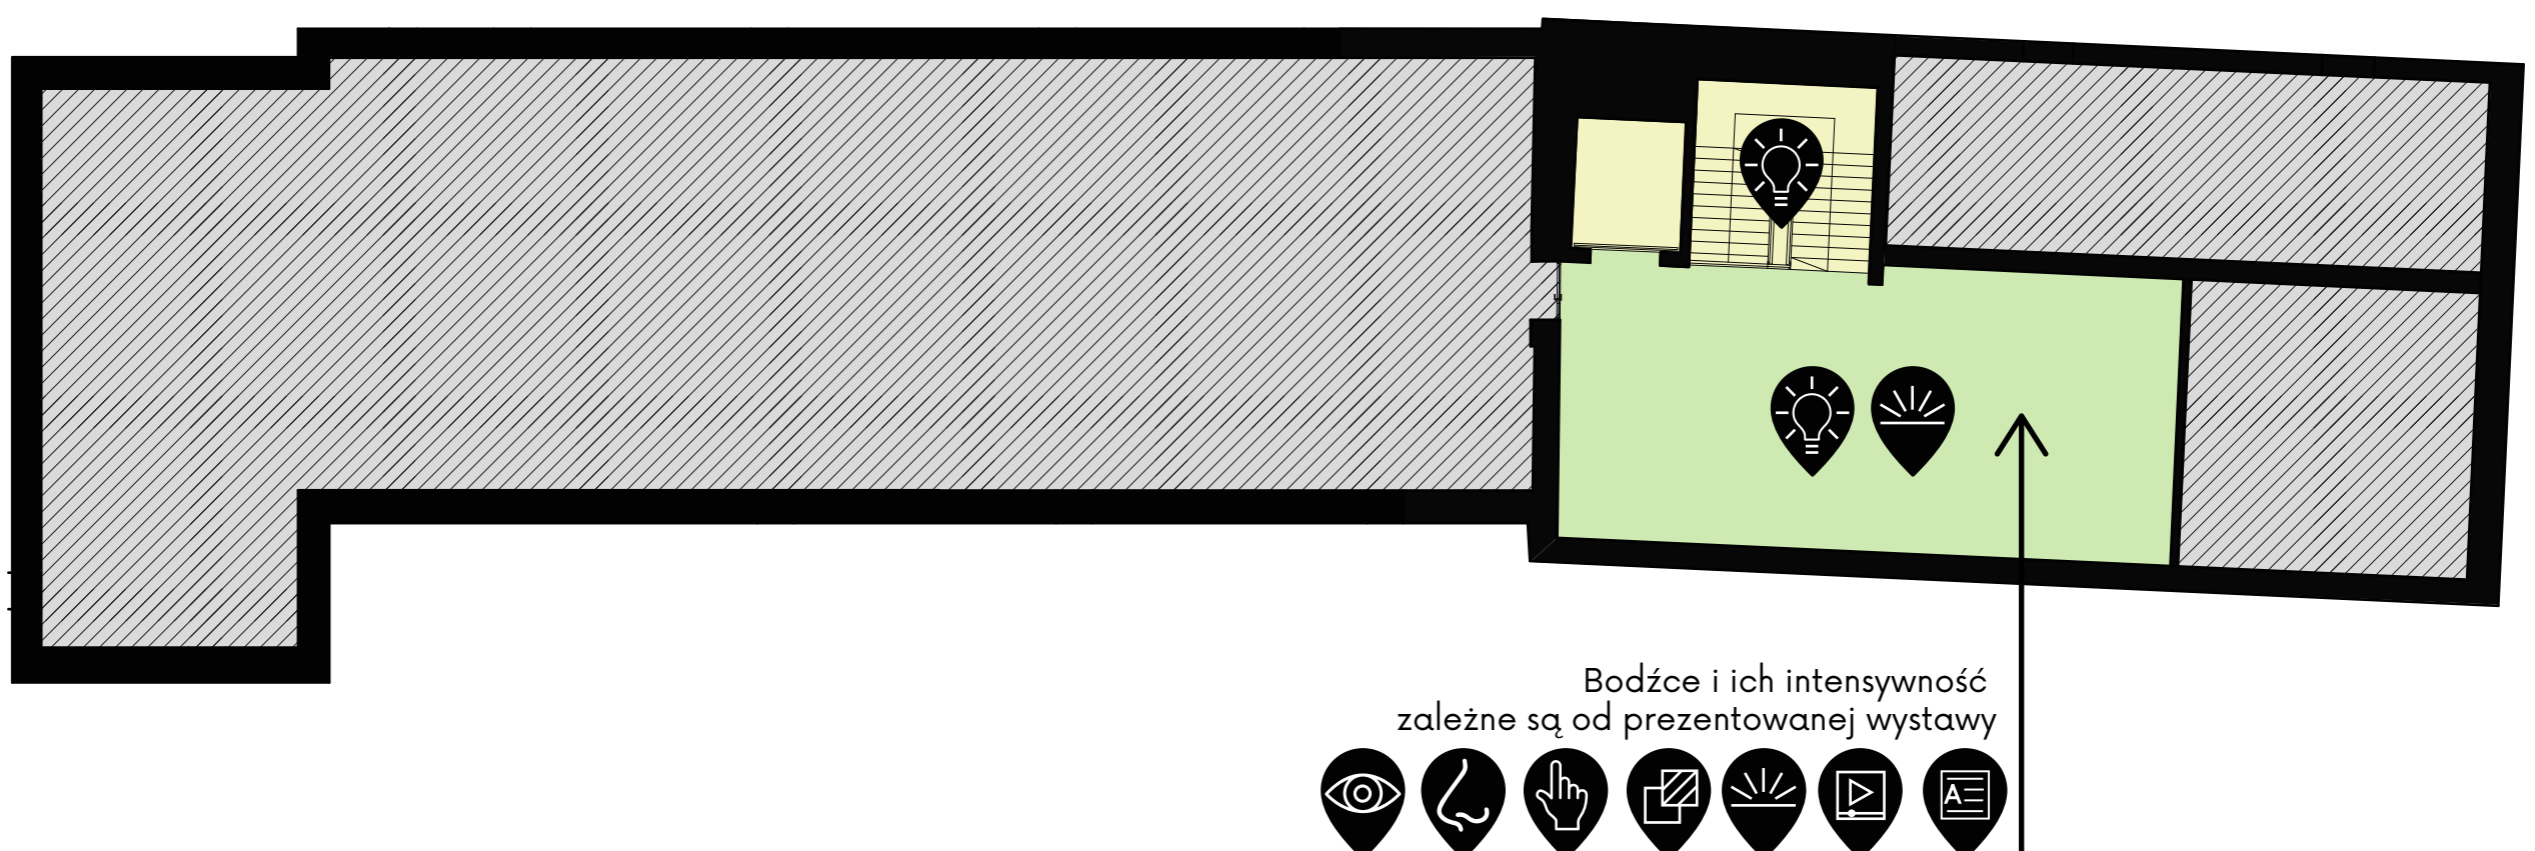 Bodźce i ich intensywność
zależne są od prezentowanej wystawy
A